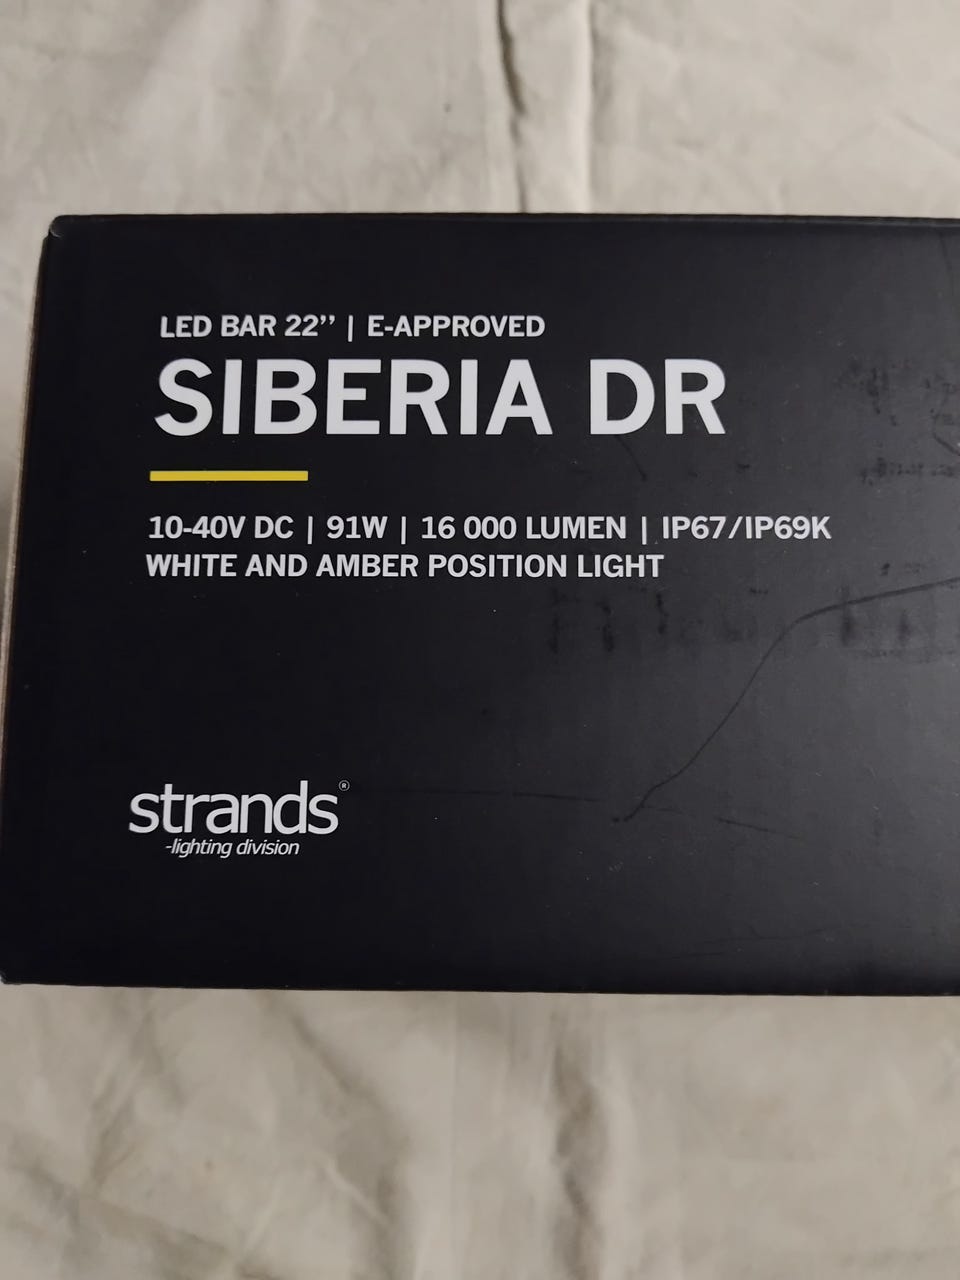 LED BAR 22’’ | E-APPROVED
SIBERIA DR
10-40V DC | 91W | 16 000 LUMEN | IP67/IP69K
WHITE AND AMBER POSITION LIGHT
strands®
-lighting division